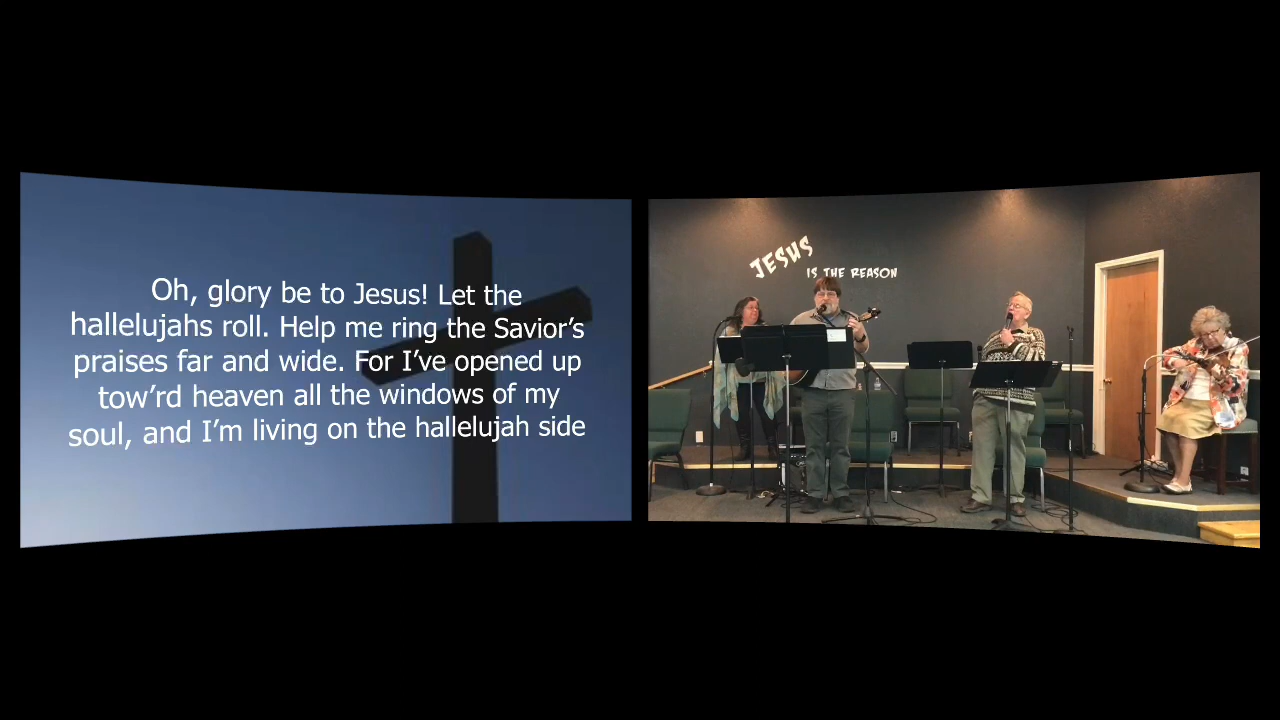 Oh, glory be to Jesus! Let the
hallelujahs roll. Help me ring the Savior’s
praises far and wide. For I’ve opened up
tow’rd heaven all the windows of my
soul, and I’m living on the hallelujah side
JESUS
IS THE REASON